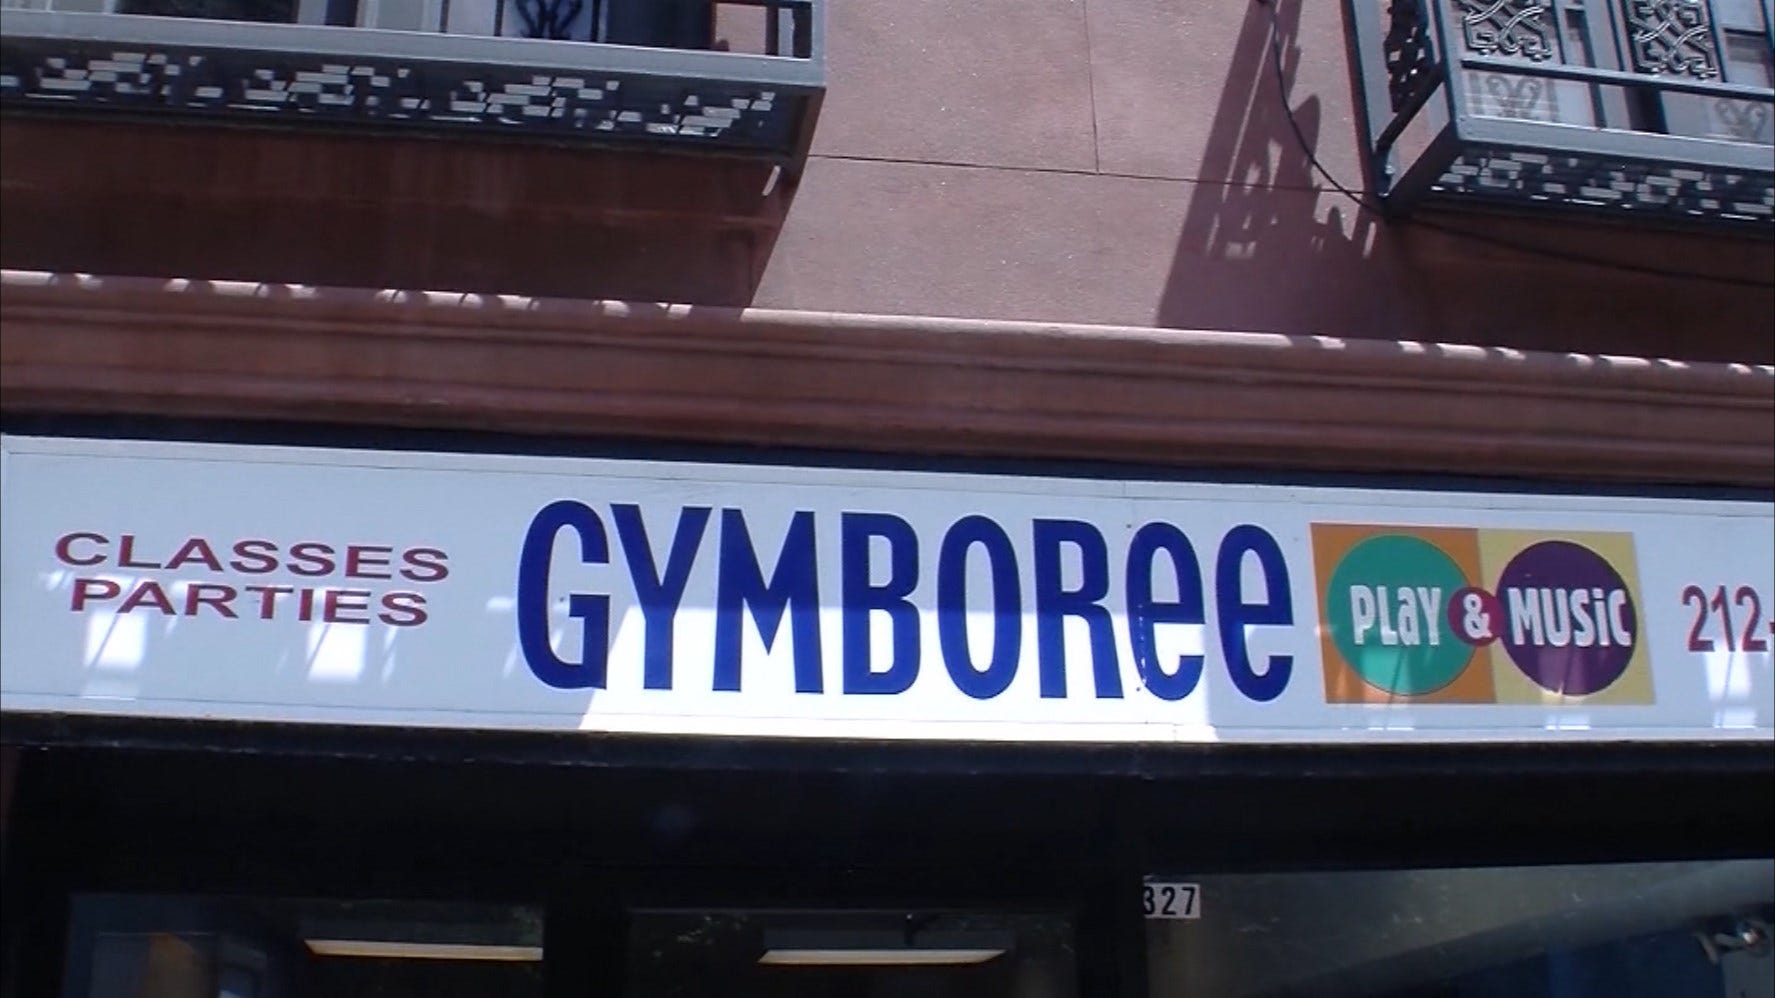 CLASSES
PARTIES
GYMBOREE
PLAY & MUSIC
212-
327